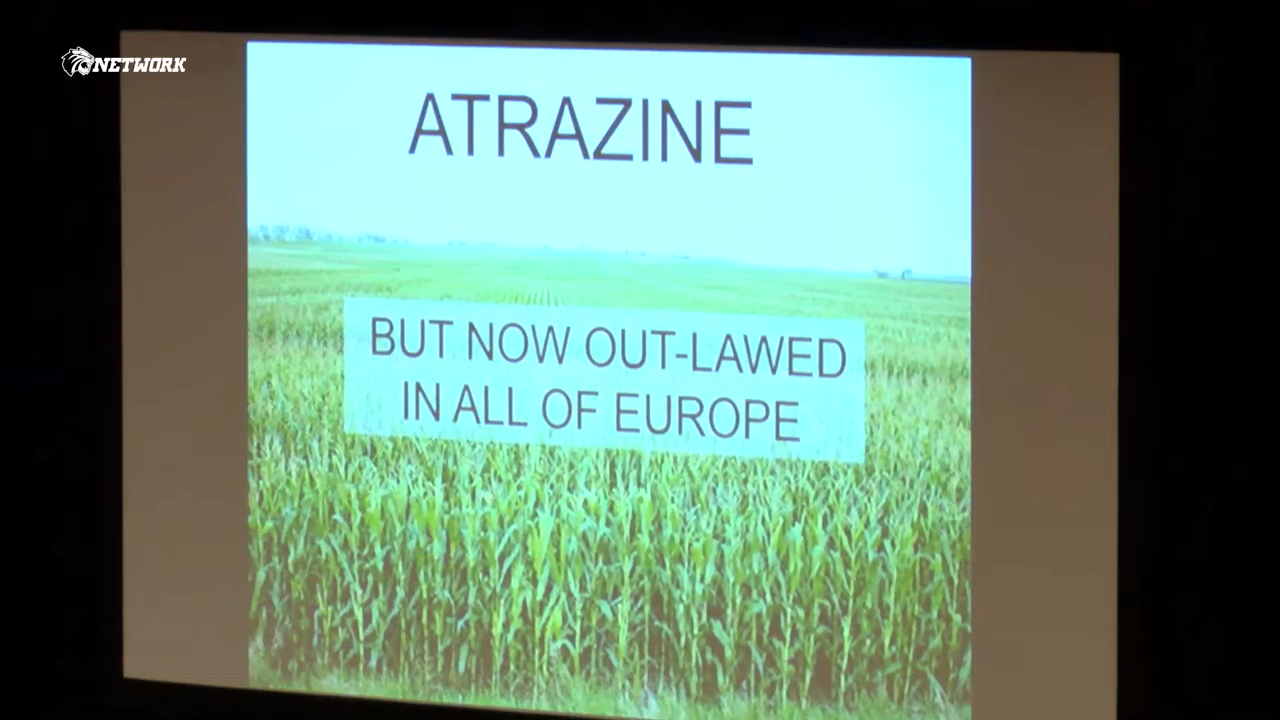 NETWORK
ATRAZINE
BUT NOW OUT-LAWED
IN ALL OF EUROPE